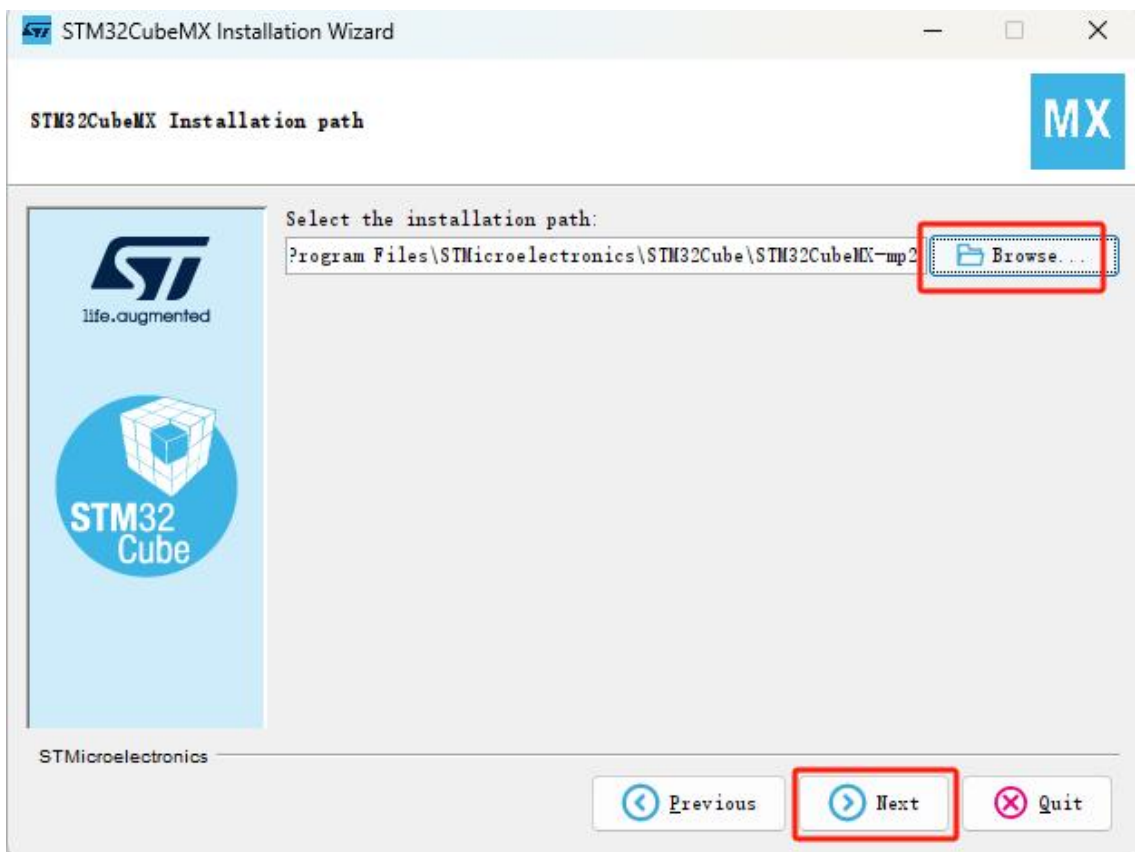 STM32CubeMX Installation Wizard
STM32CubeMX Installation path
MX
Select the installation path:
Program Files\STMicroelectronics\STM32Cube\STM32CubeMX-mp2
Browse...
life.augmented
STM32
Cube
STMicroelectronics
Previous
Next
Quit